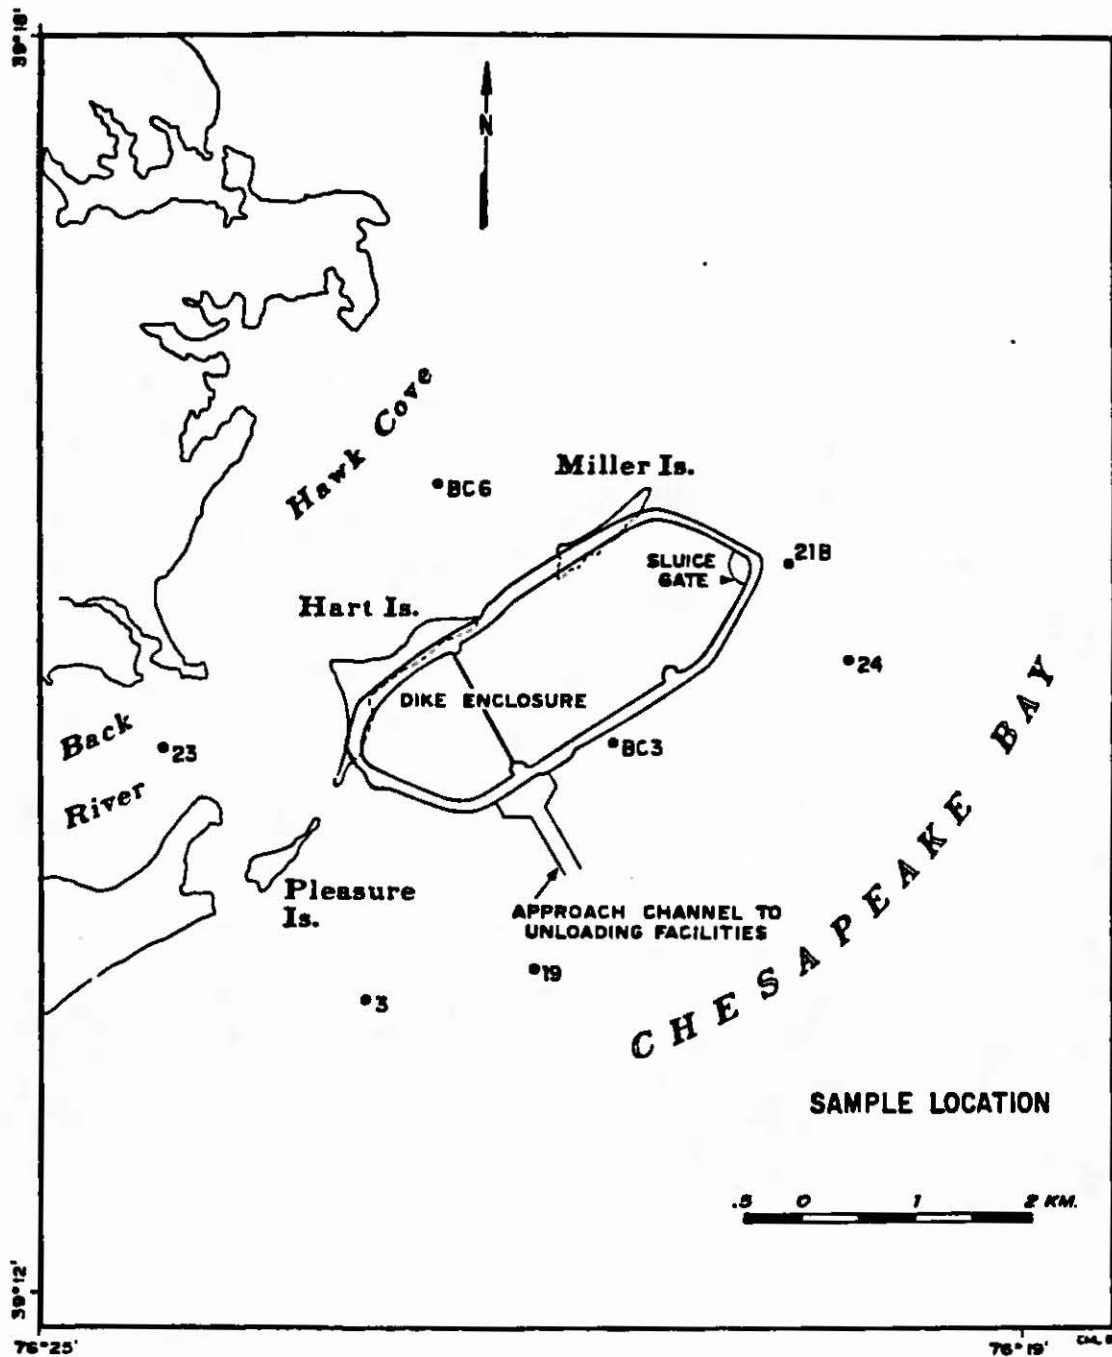 39°18'
N
Hawk Cove
Miller Is.
BC6
21B
SLUICE
GATE
Hart Is.
24
DIKE ENCLOSURE
BC3
Back
River
23
CHESAPEAKE BAY
Pleasure
Is.
APPROACH CHANNEL TO
UNLOADING FACILITIES
19
3
SAMPLE LOCATION
.5 0 1 2 KM.
39°12'
76°25'
76°19'